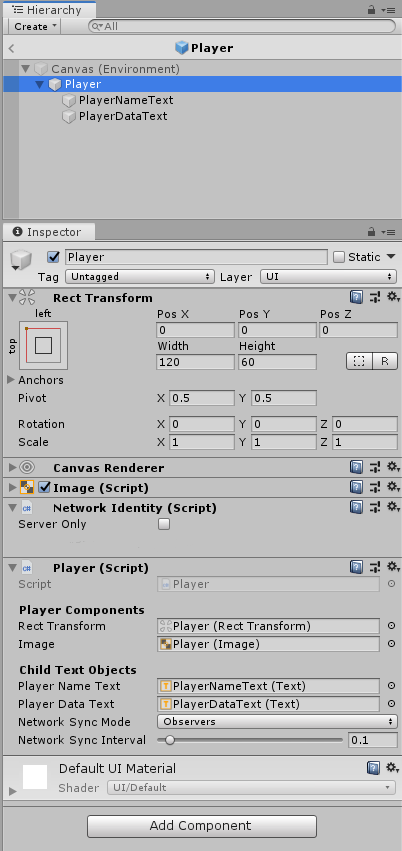 Hierarchy
Create All
Player
Canvas (Environment)
Player
PlayerNameText
PlayerDataText
Inspector
Player Static
Tag Untagged Layer UI
Rect Transform
left Pos X Pos Y Pos Z
top 0 0 0
Width Height
120 60 R
Anchors
Pivot X 0.5 Y 0.5
Rotation X 0 Y 0 Z 0
Scale X 1 Y 1 Z 1
Canvas Renderer
Image (Script)
C# Network Identity (Script)
Server Only
C# Player (Script)
Script Player
Player Components
Rect Transform Player (Rect Transform)
Image Player (Image)
Child Text Objects
Player Name Text T PlayerNameText (Text)
Player Data Text T PlayerDataText (Text)
Network Sync Mode Observers
Network Sync Interval 0.1
Default UI Material
Shader UI/Default
Add Component